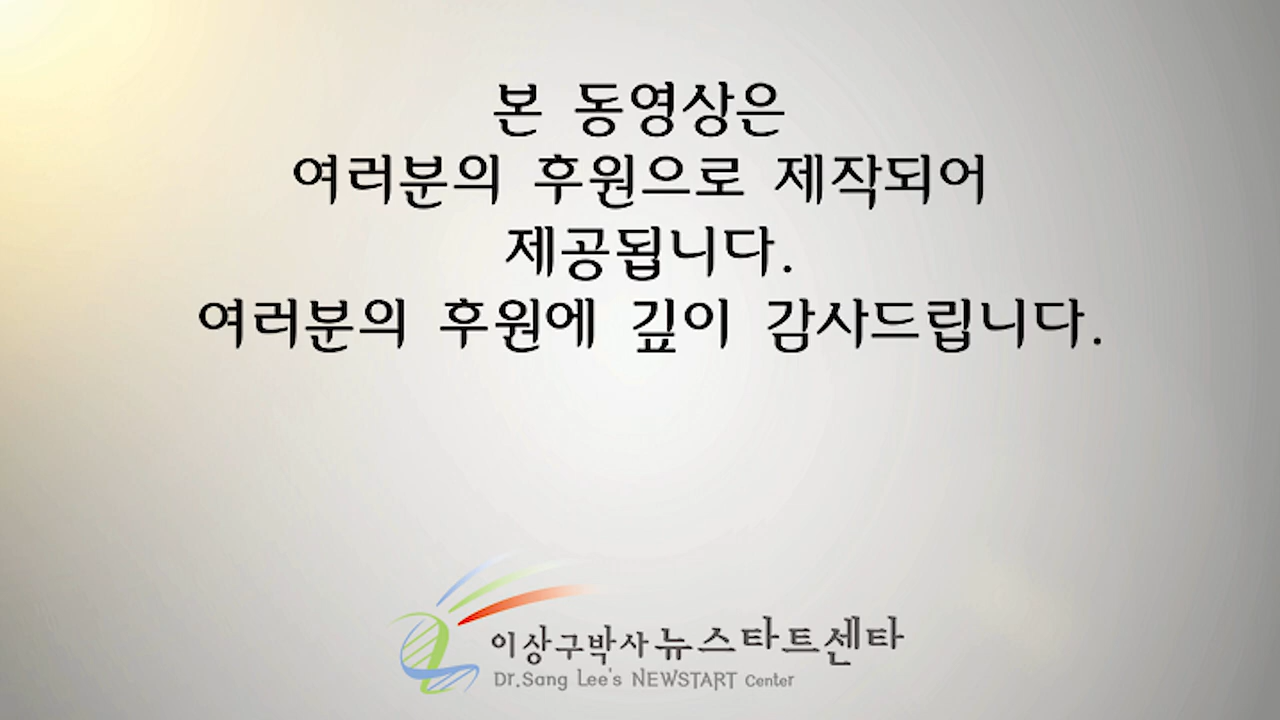 본 동영상은
여러분의 후원으로 제작되어
제공됩니다.
여러분의 후원에 깊이 감사드립니다.
이상구박사 뉴스타트센타
Dr.Sang Lee's NEWSTART Center